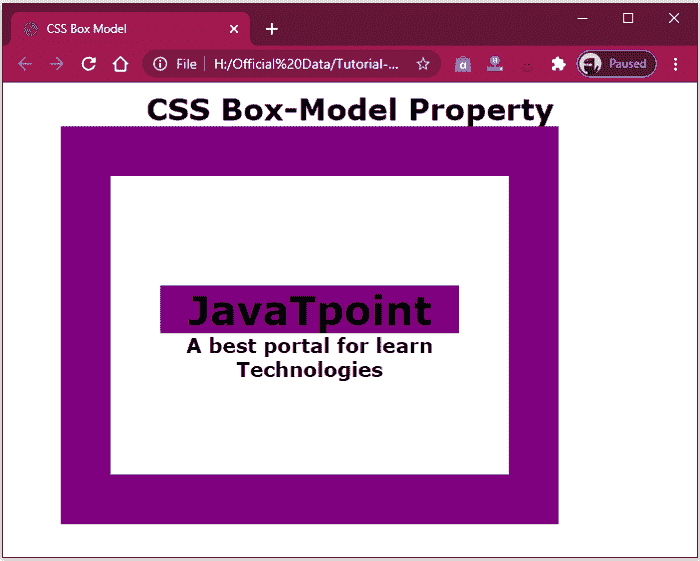 CSS Box Model
File | H:/Official%20Data/Tutorial-... Paused
CSS Box-Model Property
JavaTpoint
A best portal for learn
Technologies